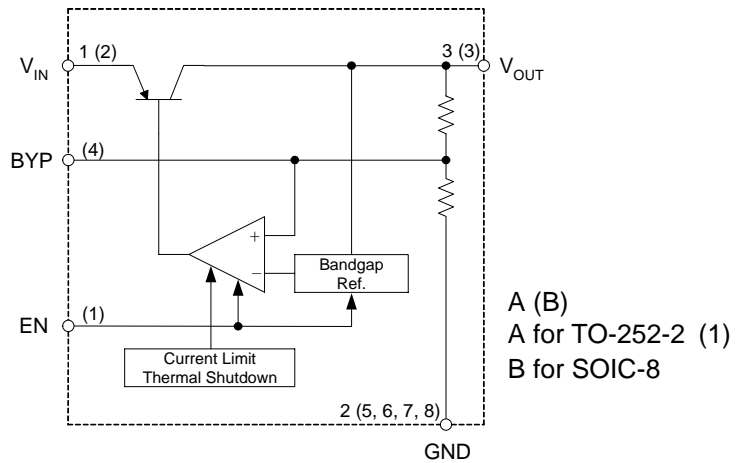 1 (2)
3 (3)
V_IN
V_OUT
BYP
(4)
+
−
Bandgap
Ref.
A (B)
A for TO-252-2 (1)
B for SOIC-8
EN
(1)
Current Limit
Thermal Shutdown
2 (5, 6, 7, 8)
GND